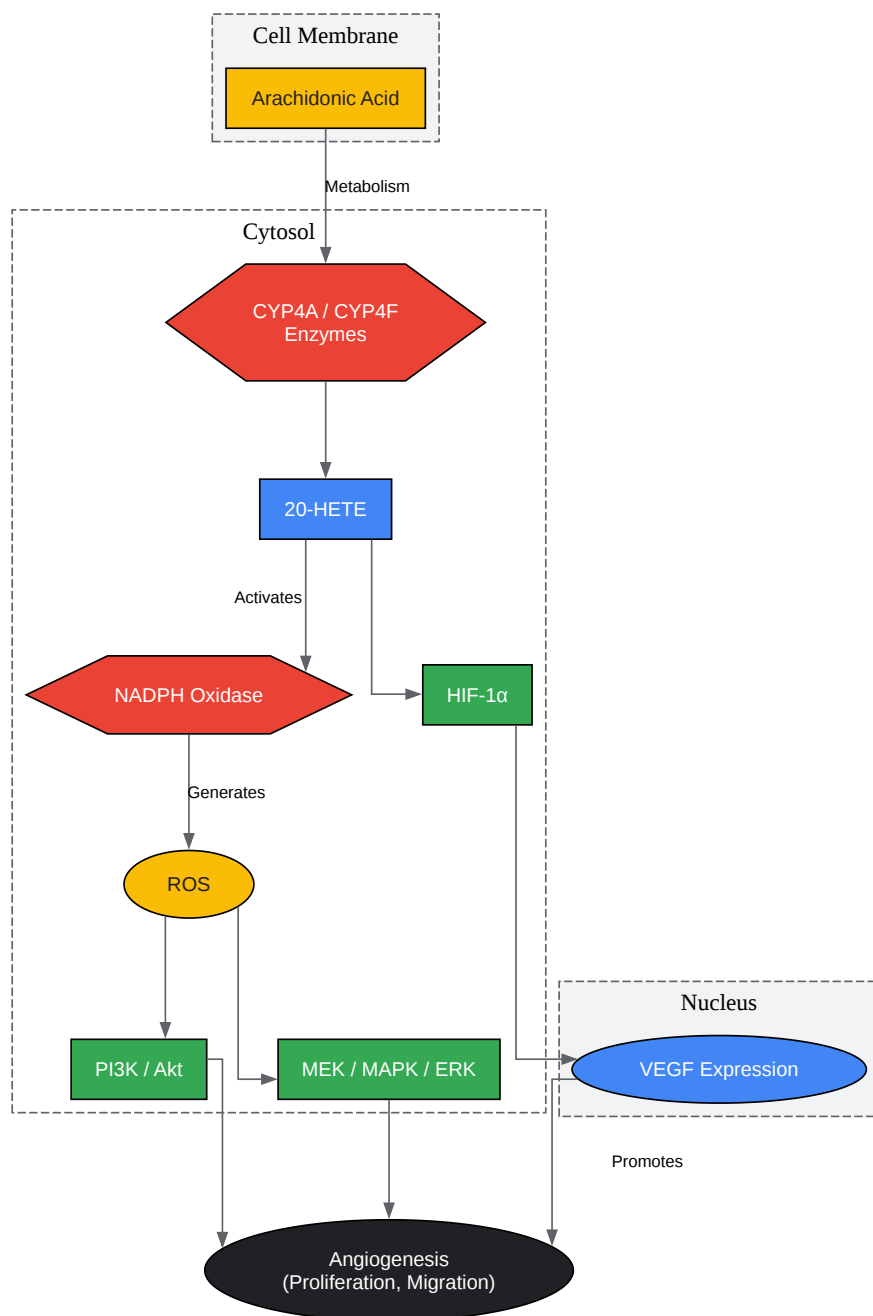 Cell Membrane
Arachidonic Acid
Metabolism
Cytosol
CYP4A / CYP4F
Enzymes
20-HETE
Activates
NADPH Oxidase
HIF-1α
Generates
ROS
Nucleus
PI3K / Akt
MEK / MAPK / ERK
VEGF Expression
Promotes
Angiogenesis
(Proliferation, Migration)